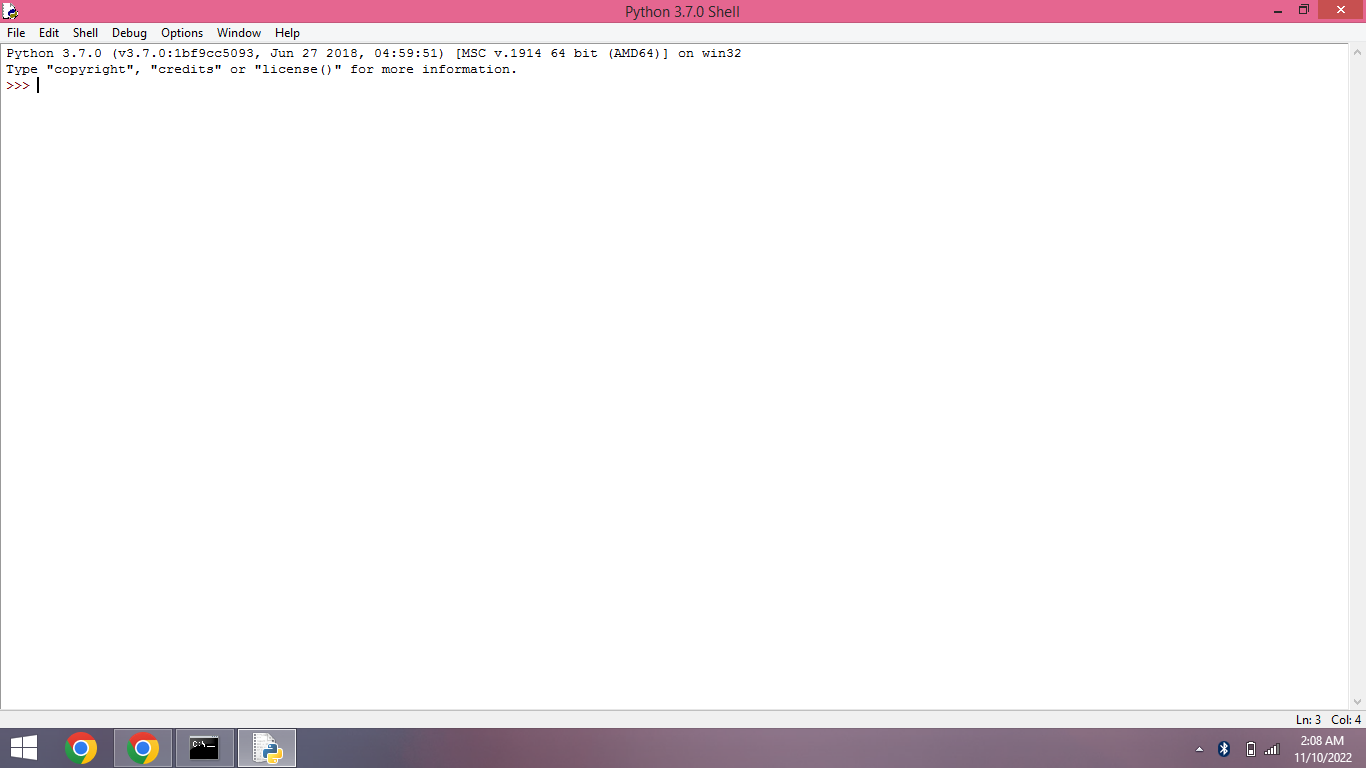 Python 3.7.0 Shell
File Edit Shell Debug Options Window Help
Python 3.7.0 (v3.7.0:1bf9cc5093, Jun 27 2018, 04:59:51) [MSC v.1914 64 bit (AMD64)] on win32
Type "copyright", "credits" or "license()" for more information.
>>>
Ln: 3 Col: 4
C:\
2:08 AM
11/10/2022